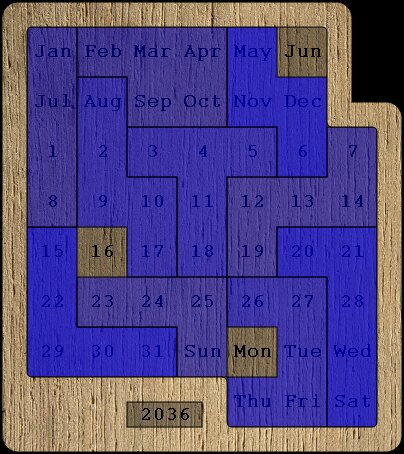 Jan Feb Mar Apr May Jun
Jul Aug Sep Oct Nov Dec
1 2 3 4 5 6 7
8 9 10 11 12 13 14
15 16 17 18 19 20 21
22 23 24 25 26 27 28
29 30 31 Sun Mon Tue Wed
Thu Fri Sat
2036